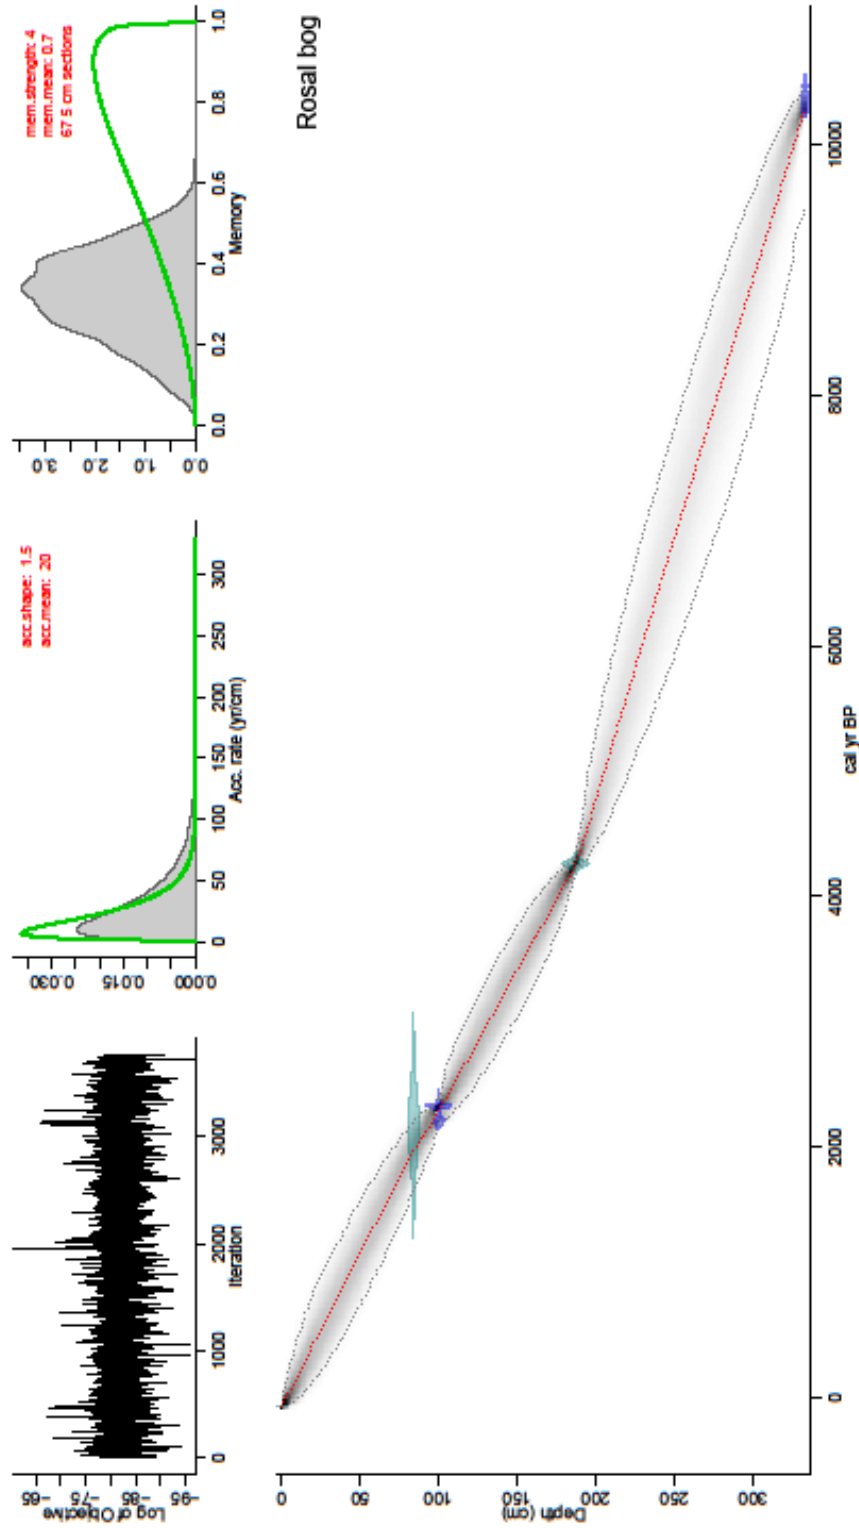 Log of Objective
-65
-75
-85
-95
0 1000 2000 3000
Iteration
acc.shape: 1.5
acc.mean: 20
0.030
0.015
0.000
0 50 100 150 200 250 300
Acc. rate (yr/cm)
mem.strength: 4
mem.mean: 0.7
67 5 cm sections
3.0
2.0
1.0
0.0
0.0 0.2 0.4 0.6 0.8 1.0
Memory
Rosal bog
Depth (cm)
0
50
100
150
200
250
300
0 2000 4000 6000 8000 10000
cal yr BP